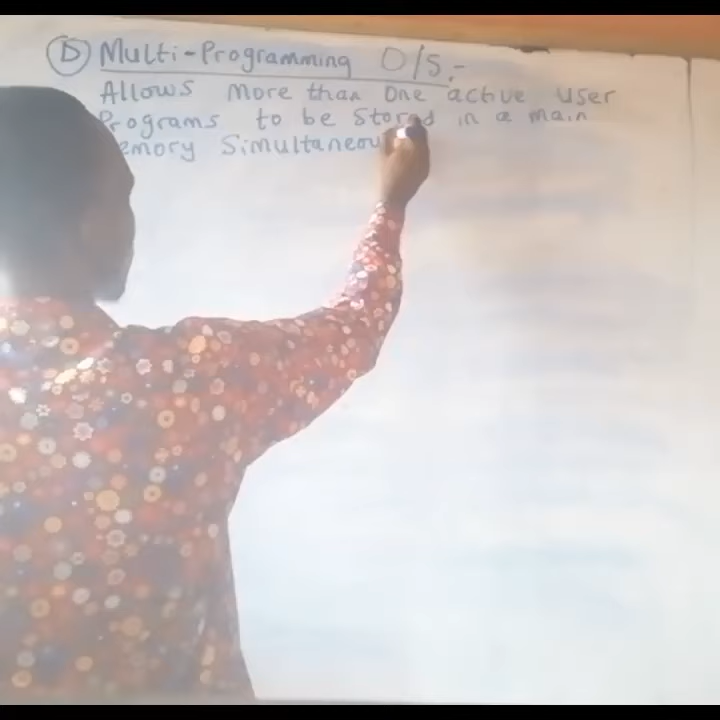 D Multi-Programming O/S:-
Allows more than One active user
Programs to be Stored in a main
emory Simultaneou